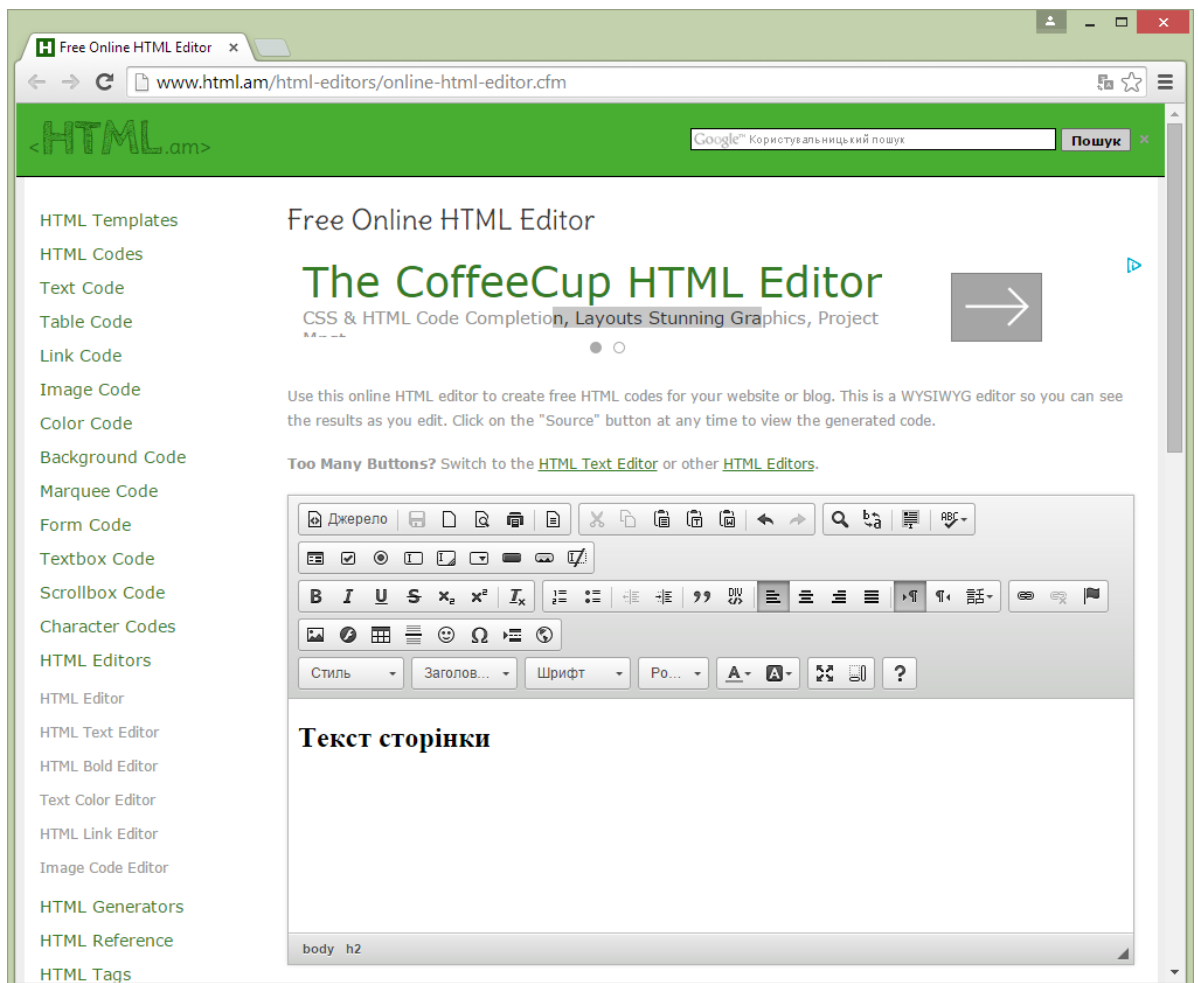 Free Online HTML Editor
www.html.am/html-editors/online-html-editor.cfm
<HTML.am>
Google™ Користувальницький пошук
Пошук
HTML Templates
HTML Codes
Text Code
Table Code
Link Code
Image Code
Color Code
Background Code
Marquee Code
Form Code
Textbox Code
Scrollbox Code
Character Codes
HTML Editors
HTML Editor
HTML Text Editor
HTML Bold Editor
Text Color Editor
HTML Link Editor
Image Code Editor
HTML Generators
HTML Reference
HTML Tags
Free Online HTML Editor
The CoffeeCup HTML Editor
CSS & HTML Code Completion, Layouts Stunning Graphics, Project
Use this online HTML editor to create free HTML codes for your website or blog. This is a WYSIWYG editor so you can see
the results as you edit. Click on the "Source" button at any time to view the generated code.
Too Many Buttons? Switch to the HTML Text Editor or other HTML Editors.
Джерело
Стиль Заголов... Шрифт Ро...
Текст сторінки
body h2